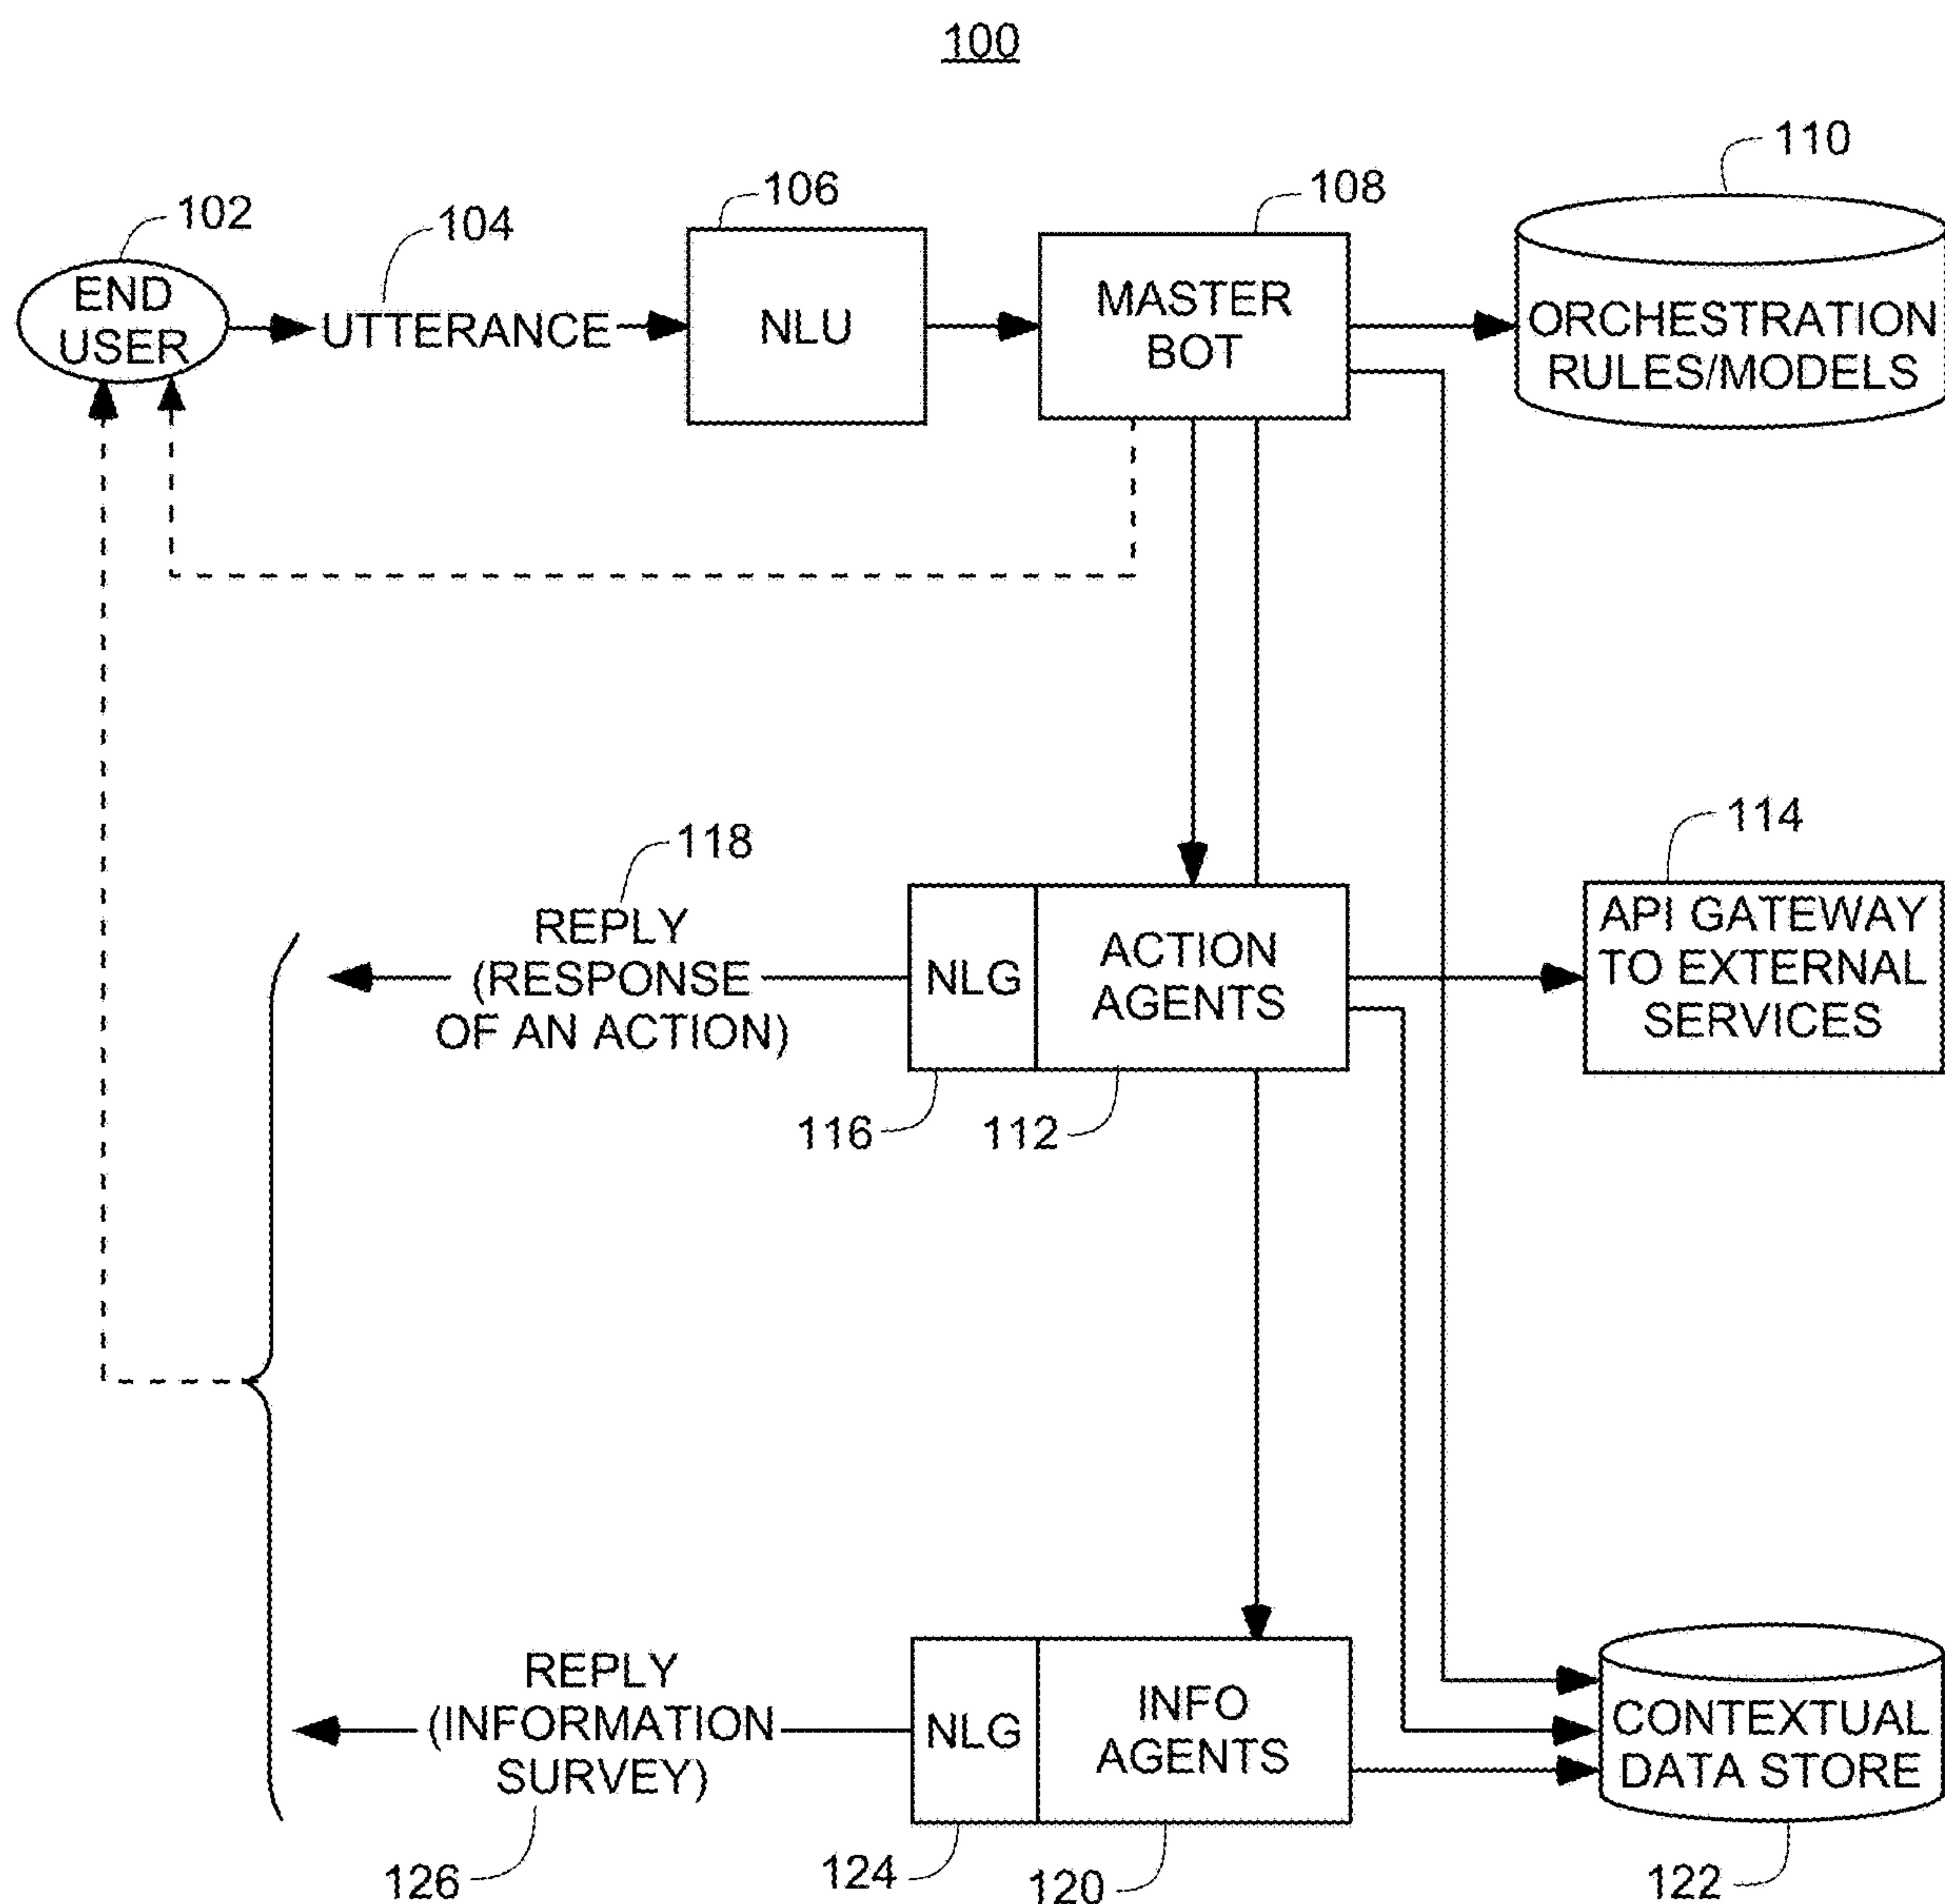 100
110
106
108
102
104
END
USER
UTTERANCE
NLU
MASTER
BOT
ORCHESTRATION
RULES/MODELS
118
114
REPLY
(RESPONSE
OF AN ACTION)
NLG
ACTION
AGENTS
API GATEWAY
TO EXTERNAL
SERVICES
116
112
REPLY
(INFORMATION
SURVEY)
NLG
INFO
AGENTS
CONTEXTUAL
DATA STORE
126
124
120
122